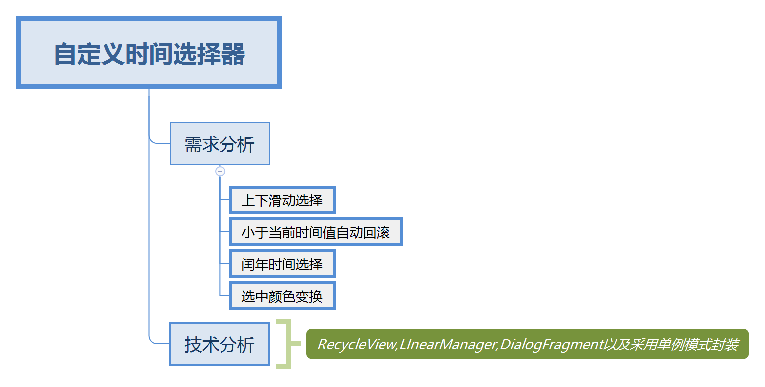 自定义时间选择器
需求分析
上下滑动选择
小于当前时间值自动回滚
闰年时间选择
选中颜色变换
技术分析
RecycleView,LInearManager,DialogFragment以及采用单例模式封装